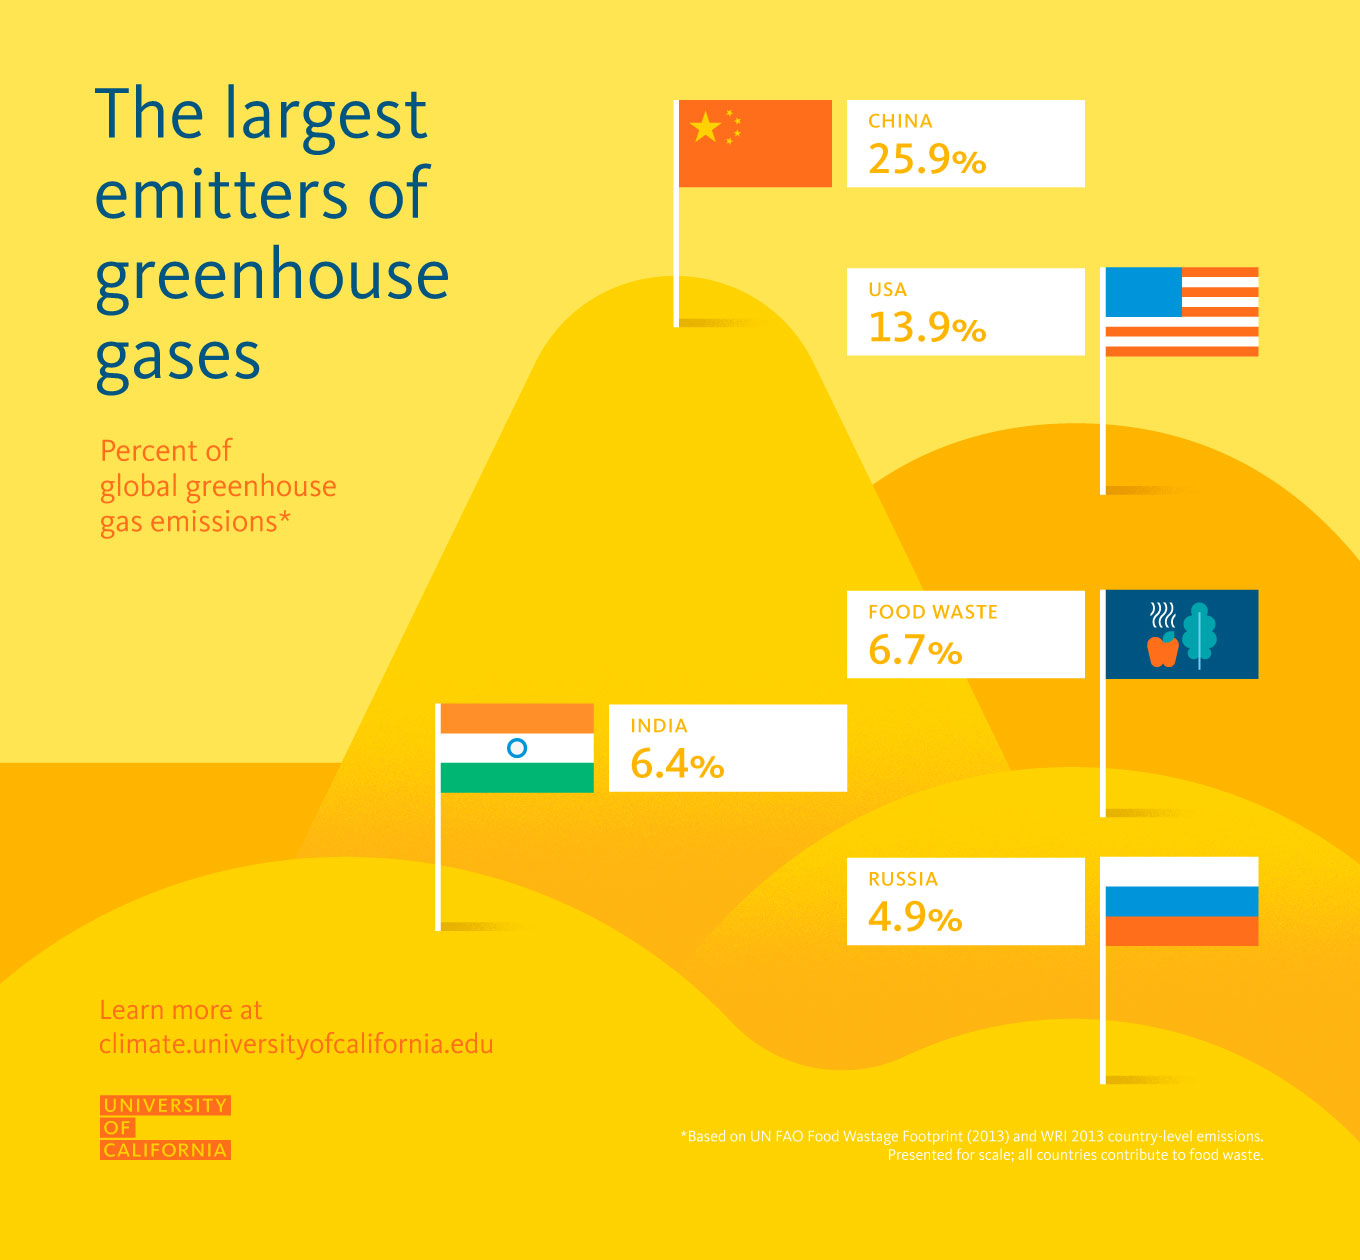 The largest
emitters of
greenhouse
gases
Percent of
global greenhouse
gas emissions*
CHINA
25.9%
USA
13.9%
FOOD WASTE
6.7%
INDIA
6.4%
RUSSIA
4.9%
Learn more at
climate.universityofcalifornia.edu
UNIVERSITY
OF
CALIFORNIA
*Based on UN FAO Food Wastage Footprint (2013) and WRI 2013 country-level emissions.
Presented for scale; all countries contribute to food waste.